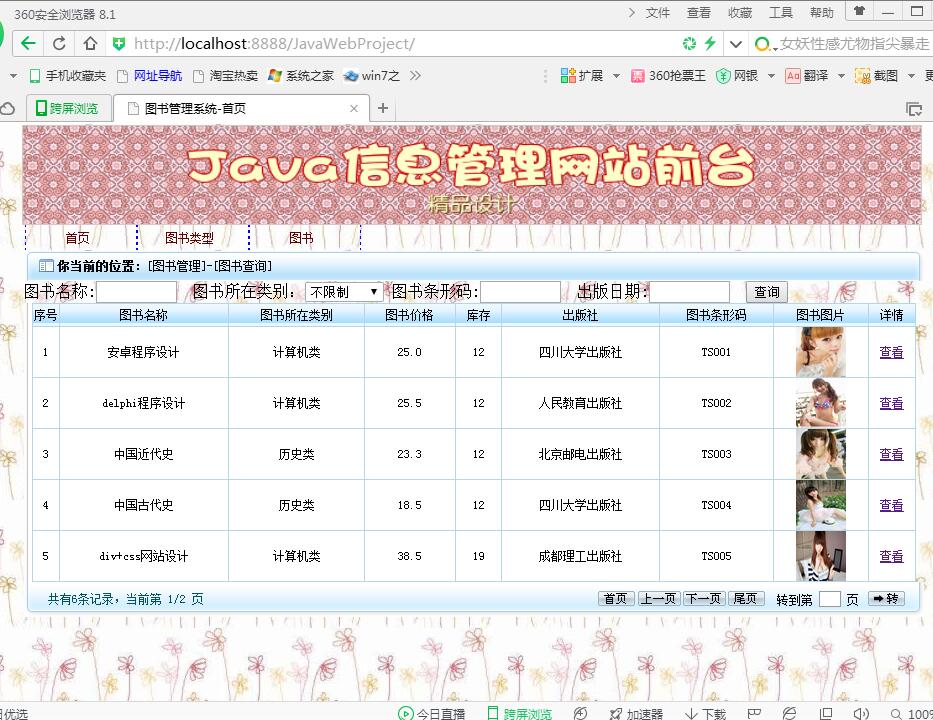 360安全浏览器 8.1
文件 查看 收藏 工具 帮助
http://localhost:8888/JavaWebProject/
女妖性感尤物指尖暴走
手机收藏夹 网址导航 淘宝热卖 系统之家 win7之 扩展 360抢票王 网银 Aa 翻译 截图 更
跨屏浏览 图书管理系统-首页
Java信息管理网站前台
精品设计
首页 图书类型 图书
你当前的位置：[图书管理]-[图书查询]
图书名称: 图书所在类别: 不限制 图书条形码: 出版日期: 查询
序号 图书名称 图书所在类别 图书价格 库存 出版社 图书条形码 图书图片 详情
1 安卓程序设计 计算机类 25.0 12 四川大学出版社 TS001 查看
2 delphi程序设计 计算机类 25.5 12 人民教育出版社 TS002 查看
3 中国近代史 历史类 23.3 12 北京邮电出版社 TS003 查看
4 中国古代史 历史类 18.5 12 四川大学出版社 TS004 查看
5 div+css网站设计 计算机类 38.5 19 成都理工出版社 TS005 查看
共有6条记录，当前第 1/2 页 首页 上一页 下一页 尾页 转到第 页 转
优选 今日直播 跨屏浏览 加速器 下载 100%